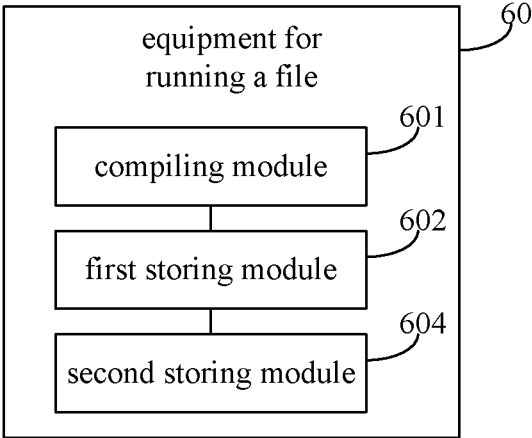 60
equipment for
running a file
601
compiling module
602
first storing module
604
second storing module